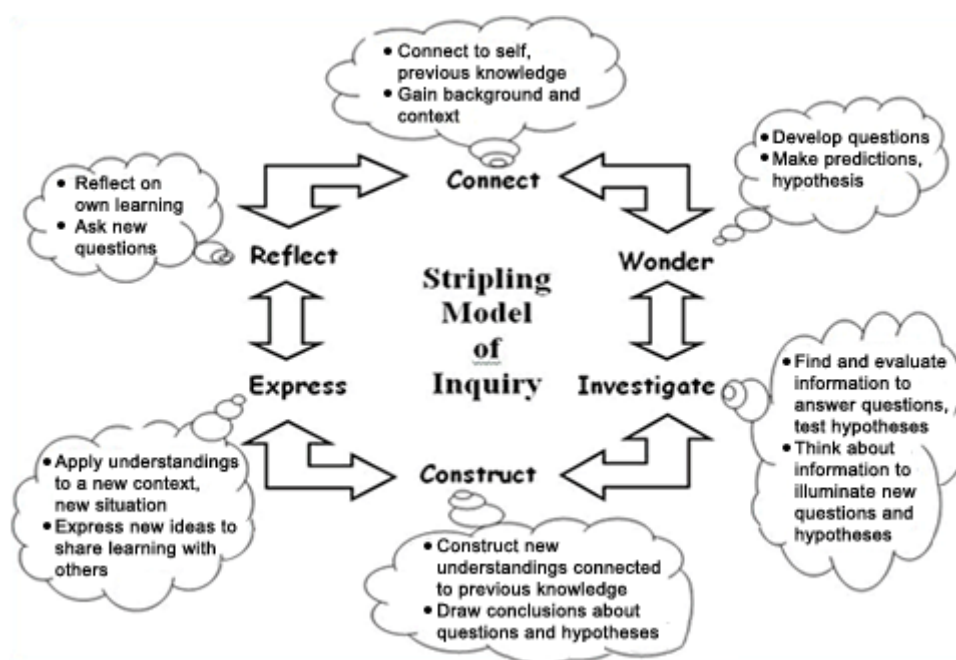 • Connect to self,
previous knowledge
• Gain background and
context
Connect
• Develop questions
• Make predictions,
hypothesis
Wonder
• Reflect on
own learning
• Ask new
questions
Reflect
Stripling
Model
of
Inquiry
Investigate
• Find and evaluate
information to
answer questions,
test hypotheses
• Think about
information to
illuminate new
questions and
hypotheses
Construct
• Construct new
understandings connected
to previous knowledge
• Draw conclusions about
questions and hypotheses
Express
• Apply understandings
to a new context,
new situation
• Express new ideas to
share learning with
others